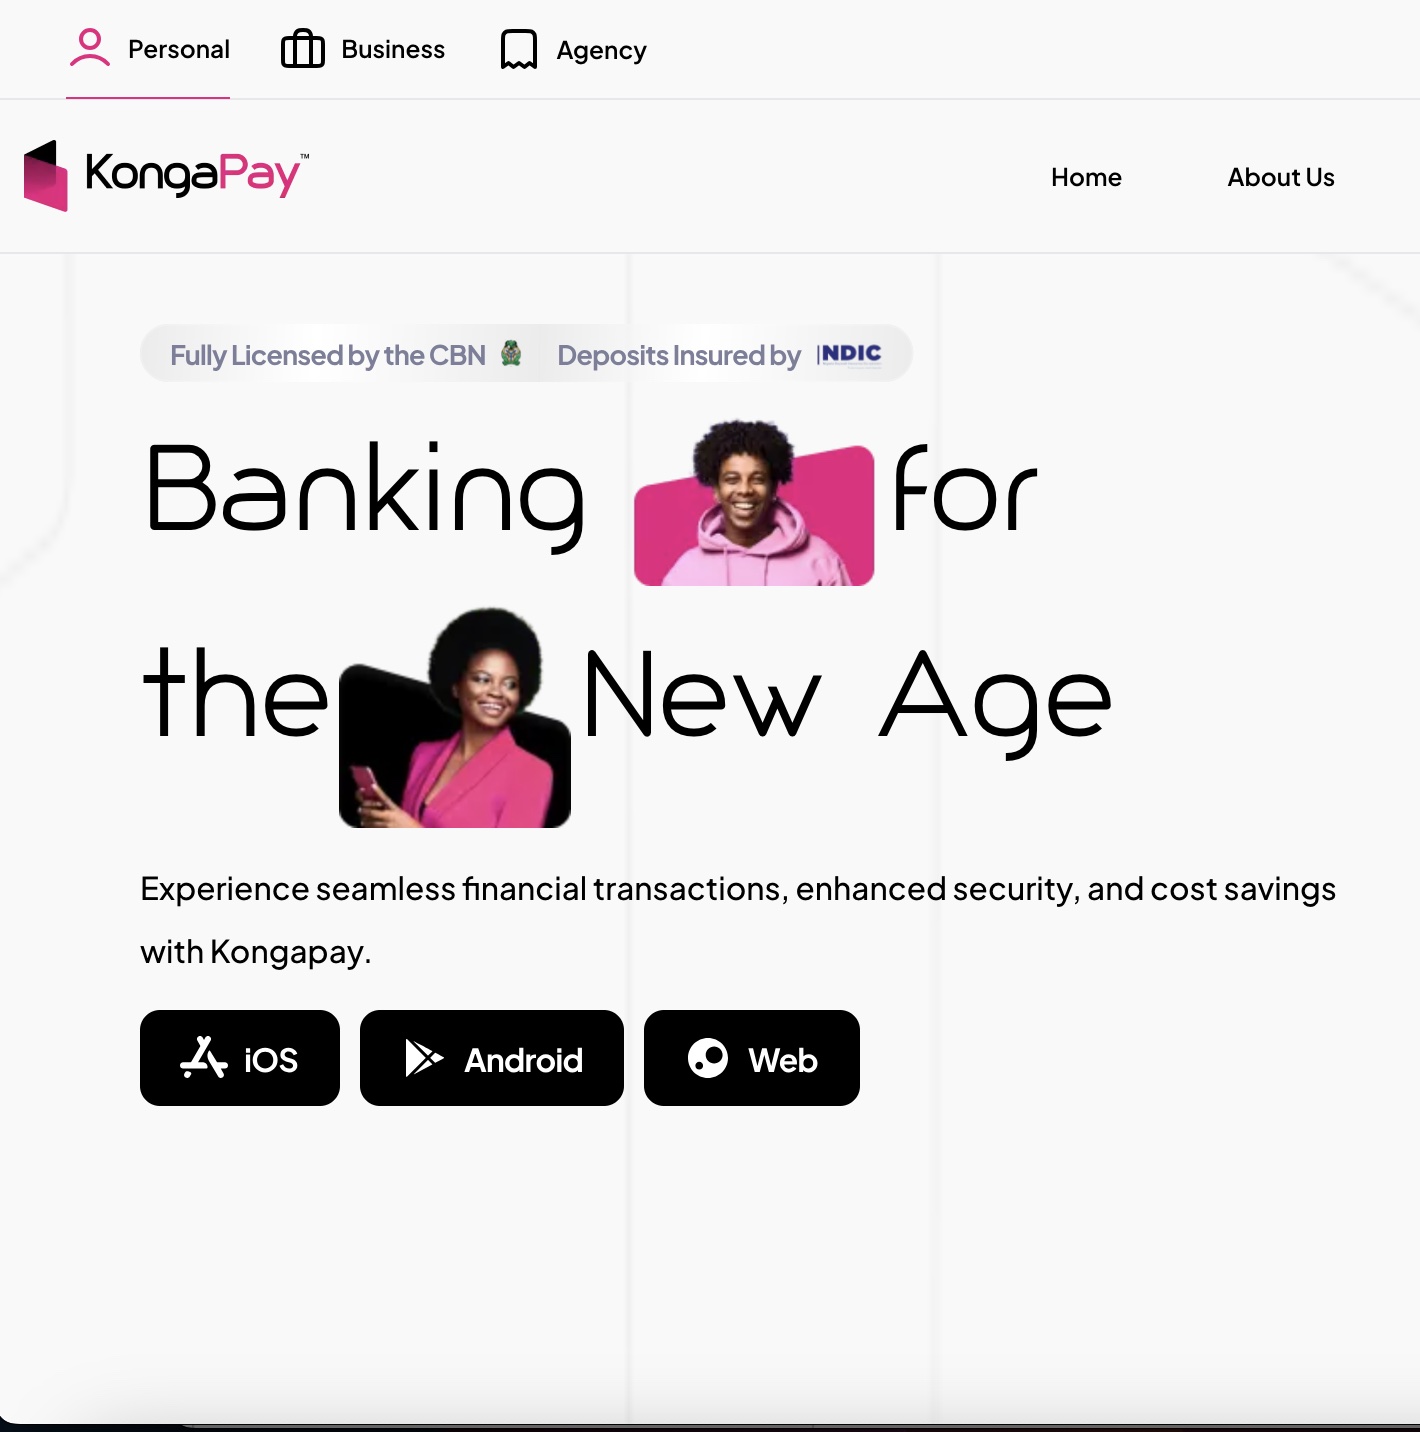 Personal
Business
Agency
KongaPay™
Home
About Us
Fully Licensed by the CBN
Deposits Insured by NDIC
Banking for
the New Age
Experience seamless financial transactions, enhanced security, and cost savings
with Kongapay.
iOS
Android
Web